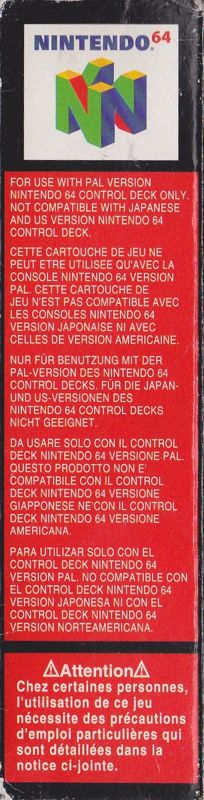 NINTENDO 64
FOR USE WITH PAL VERSION
NINTENDO 64 CONTROL DECK ONLY.
NOT COMPATIBLE WITH JAPANESE
AND US VERSION NINTENDO 64
CONTROL DECK.
CETTE CARTOUCHE DE JEU NE
PEUT ETRE UTILISEE QU'AVEC LA
CONSOLE NINTENDO 64 VERSION
PAL. CETTE CARTOUCHE DE
JEU N'EST PAS COMPATIBLE AVEC
LES CONSOLES NINTENDO 64
VERSION JAPONAISE NI AVEC
CELLES DE VERSION AMERICAINE.
NUR FÜR BENUTZUNG MIT DER
PAL-VERSION DES NINTENDO 64
CONTROL DECKS. FÜR DIE JAPAN-
UND US-VERSIONEN DES
NINTENDO 64 CONTROL DECKS
NICHT GEEIGNET.
DA USARE SOLO CON IL CONTROL
DECK NINTENDO 64 VERSIONE PAL.
QUESTO PRODOTTO NON E'
COMPATIBILE CON IL CONTROL
DECK NINTENDO 64 VERSIONE
GIAPPONESE NE'CON IL CONTROL
DECK NINTENDO 64 VERSIONE
AMERICANA.
PARA UTILIZAR SOLO CON EL
CONTROL DECK NINTENDO 64
VERSION PAL. NO COMPATIBLE CON
EL CONTROL DECK NINTENDO 64
VERSION JAPONESA NI CON EL
CONTROL DECK NINTENDO 64
VERSION NORTEAMERICANA.
⚠Attention⚠
Chez certaines personnes,
l'utilisation de ce jeu
nécessite des précautions
d'emploi particulières qui
sont détaillées dans la
notice ci-jointe.